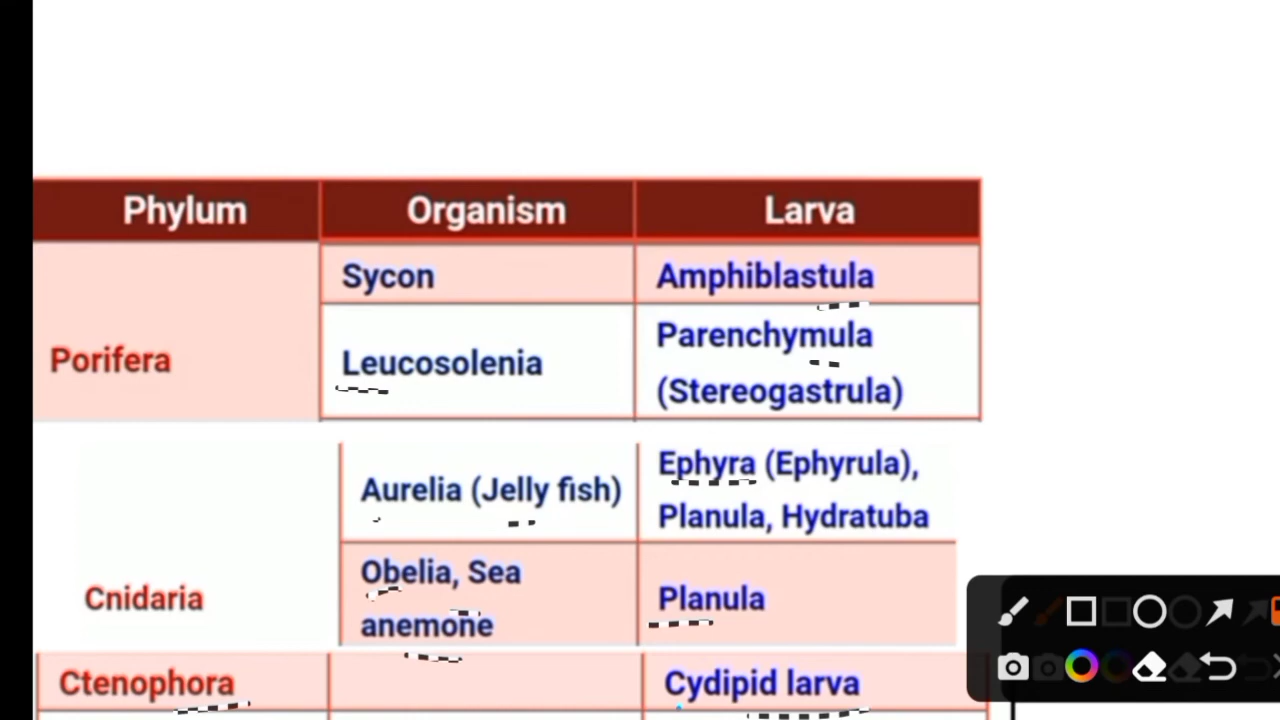 Phylum Organism Larva
Sycon Amphiblastula
Porifera
Leucosolenia
Parenchymula
(Stereogastrula)
Cnidaria
Aurelia (Jelly fish)
Ephyra (Ephyrula),
Planula, Hydratuba
Obelia, Sea
anemone
Planula
Ctenophora Cydipid larva